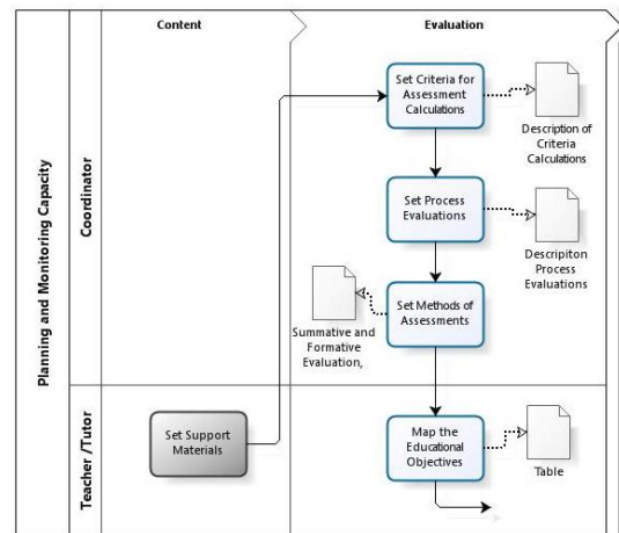 Content
Evaluation
Planning and Monitoring Capacity
Coordinator
Set Criteria for
Assessment
Calculations
Description of
Criteria
Calculations
Set Process
Evaluations
Descripiton
Process
Evaluations
Set Methods of
Assessments
Summative and
Formative
Evaluation,
Teacher /Tutor
Set Support
Materials
Map the
Educational
Objectives
Table